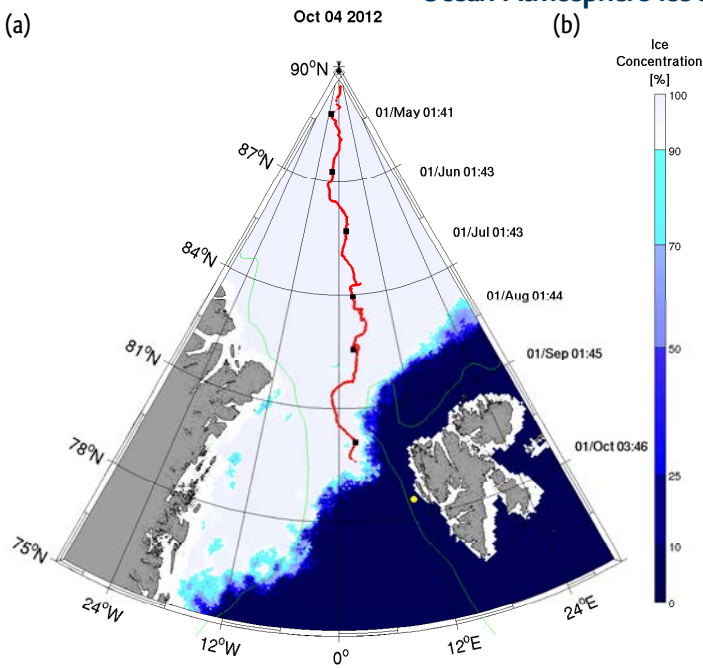 (a)
Oct 04 2012
(b)
Ice
Concentration
[%]
90°N
87°N
84°N
81°N
78°N
75°N
01/May 01:41
01/Jun 01:43
01/Jul 01:43
01/Aug 01:44
01/Sep 01:45
01/Oct 03:46
100
90
70
50
25
10
0
24°W
12°W
0°
12°E
24°E